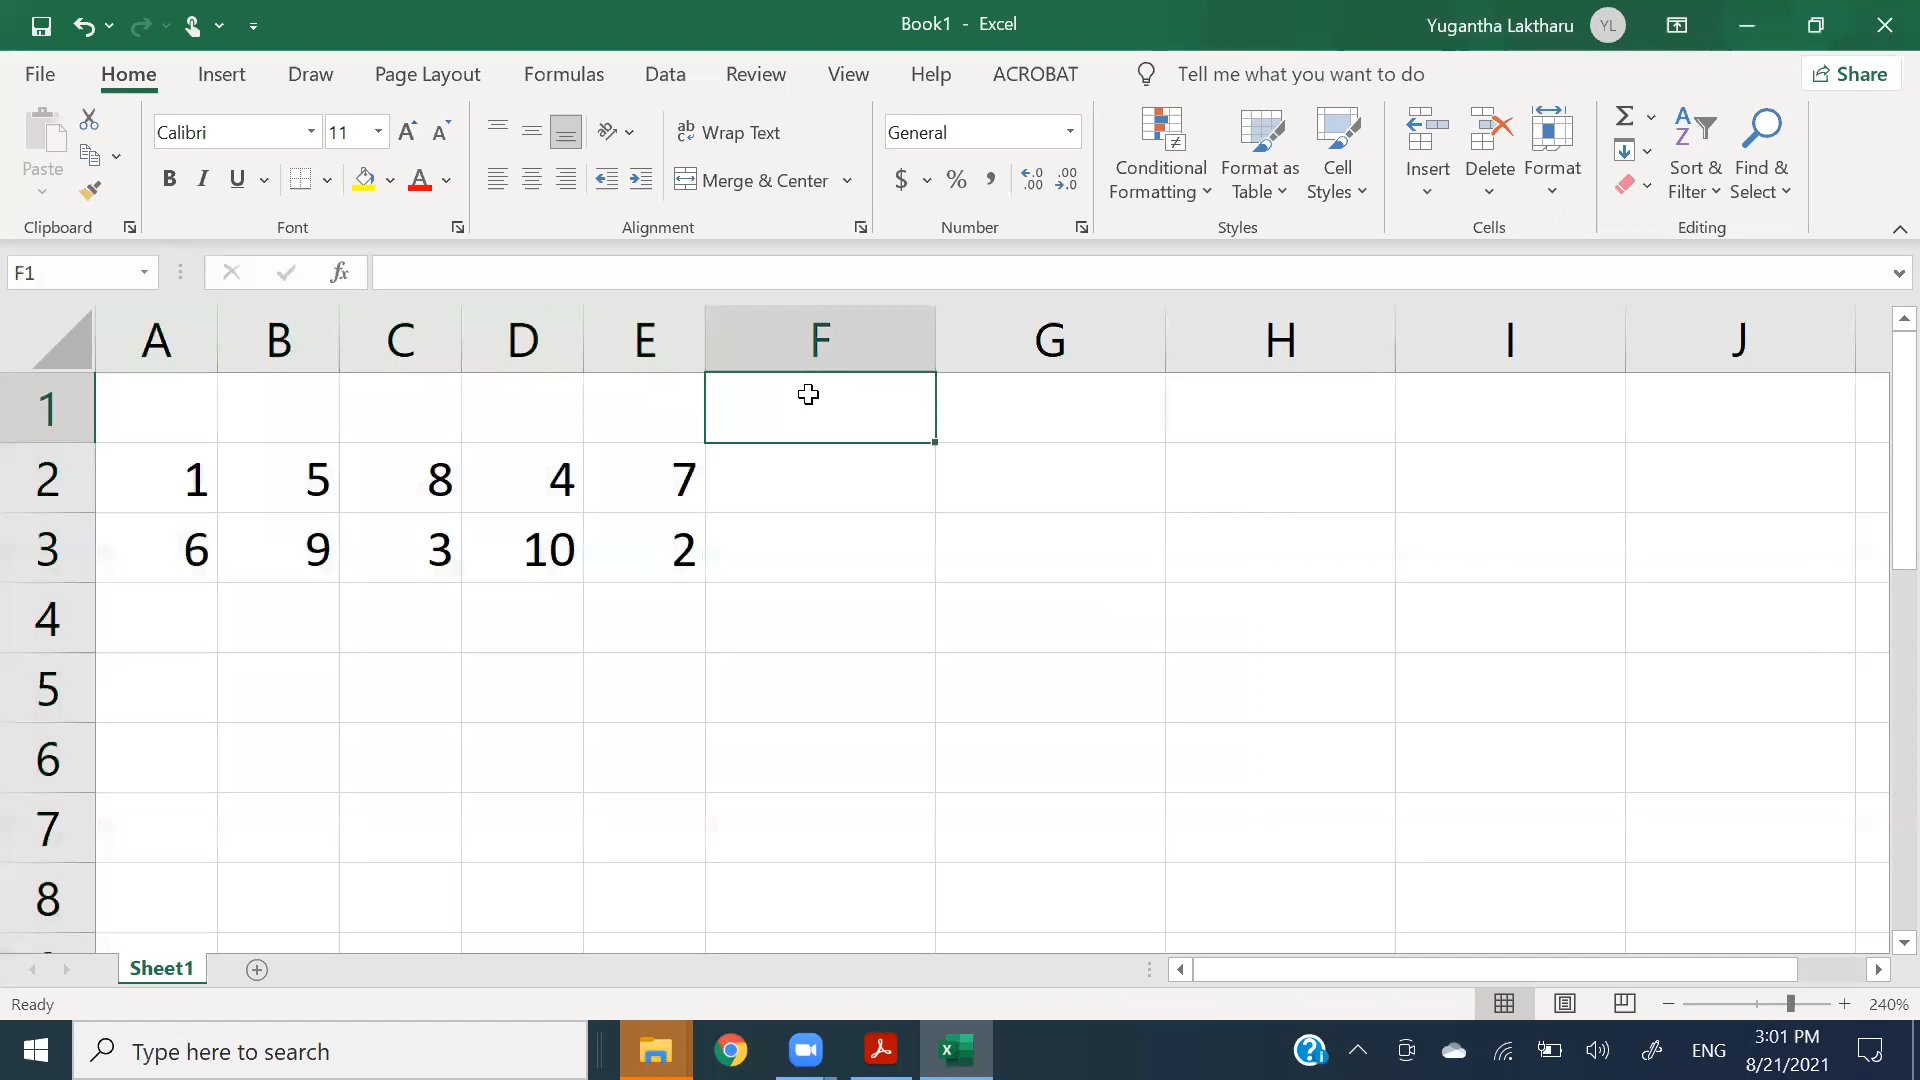 Book1 - Excel
Yugantha Laktharu YL
File Home Insert Draw Page Layout Formulas Data Review View Help ACROBAT Tell me what you want to do Share
Paste
Clipboard
Calibri 11
B I U
Font
Wrap Text
Merge & Center
Alignment
General
$ % ,
Number
Conditional Formatting
Format as Table
Cell Styles
Styles
Insert Delete Format
Cells
Sort & Filter
Find & Select
Editing
F1 fx
A B C D E F G H I J
1
2 1 5 8 4 7
3 6 9 3 10 2
4
5
6
7
8
Sheet1
Ready 240%
Type here to search ENG 3:01 PM
8/21/2021